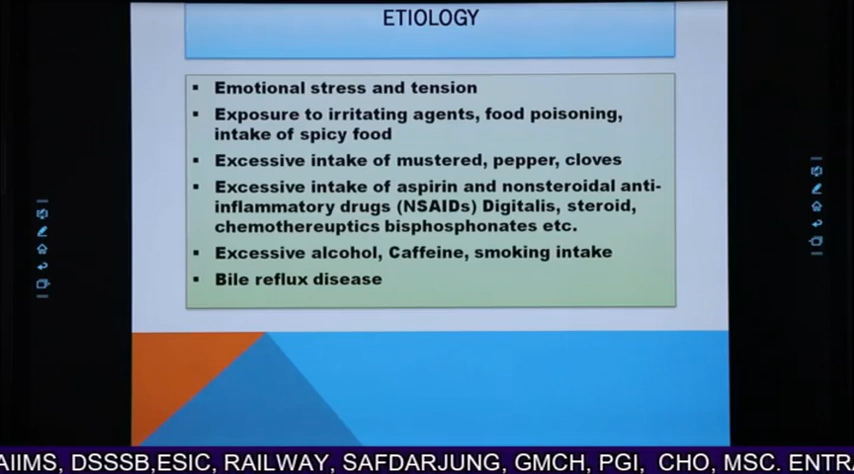 ETIOLOGY
▪ Emotional stress and tension
▪ Exposure to irritating agents, food poisoning,
intake of spicy food
▪ Excessive intake of mustered, pepper, cloves
▪ Excessive intake of aspirin and nonsteroidal anti-
inflammatory drugs (NSAIDs) Digitalis, steroid,
chemothereuptics bisphosphonates etc.
▪ Excessive alcohol, Caffeine, smoking intake
▪ Bile reflux disease
AIIMS, DSSSB,ESIC, RAILWAY, SAFDARJUNG, GMCH, PGI, CHO, MSC. ENTR